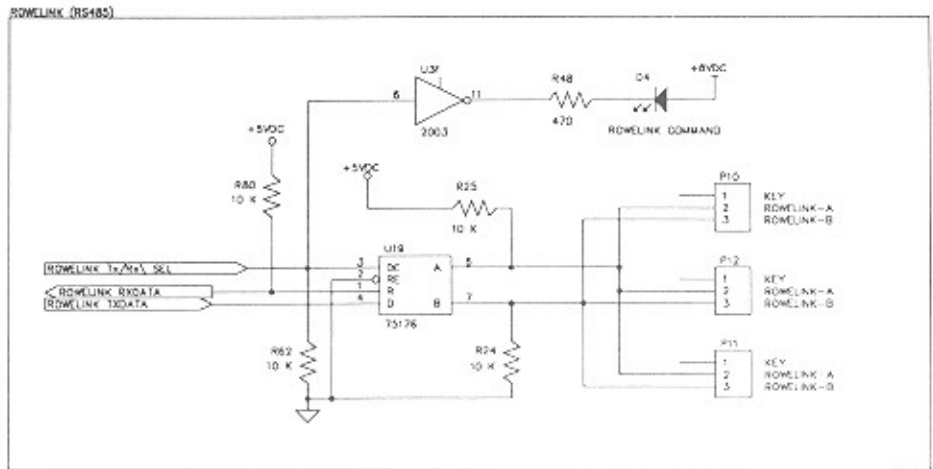 ROWELINK (RS485)
U3F
6
11
2003
R48
470
D4
+8VDC
ROWELINK COMMAND
+5VDC
R80
10 K
+5VDC
R25
10 K
P10
1 KEY
2 ROWELINK-A
3 ROWELINK-B
ROWELINK Tx/Rx\ SEL
ROWELINK RXDATA
ROWELINK TXDATA
U19
3 DE A 6
2 RE
1 R
4 D B 7
75176
P12
1 KEY
2 ROWELINK-A
3 ROWELINK-B
R62
10 K
R24
10 K
P11
1 KEY
2 ROWELINK-A
3 ROWELINK-B